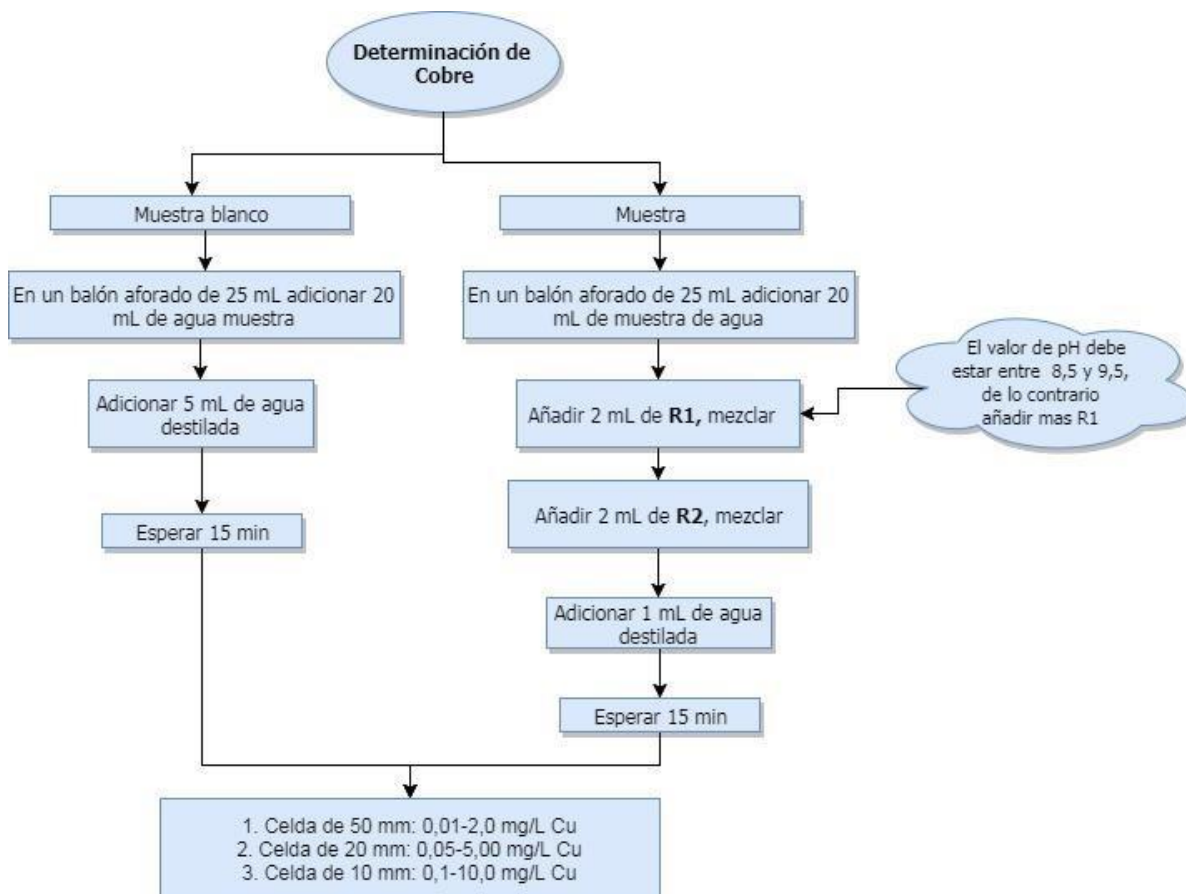 Determinación de
Cobre
Muestra blanco
Muestra
En un balón aforado de 25 mL adicionar 20
mL de agua muestra
En un balón aforado de 25 mL adicionar 20
mL de muestra de agua
El valor de pH debe
estar entre 8,5 y 9,5,
de lo contrario
añadir mas R1
Adicionar 5 mL de agua
destilada
Añadir 2 mL de R1, mezclar
Esperar 15 min
Añadir 2 mL de R2, mezclar
Adicionar 1 mL de agua
destilada
Esperar 15 min
1. Celda de 50 mm: 0,01-2,0 mg/L Cu
2. Celda de 20 mm: 0,05-5,00 mg/L Cu
3. Celda de 10 mm: 0,1-10,0 mg/L Cu